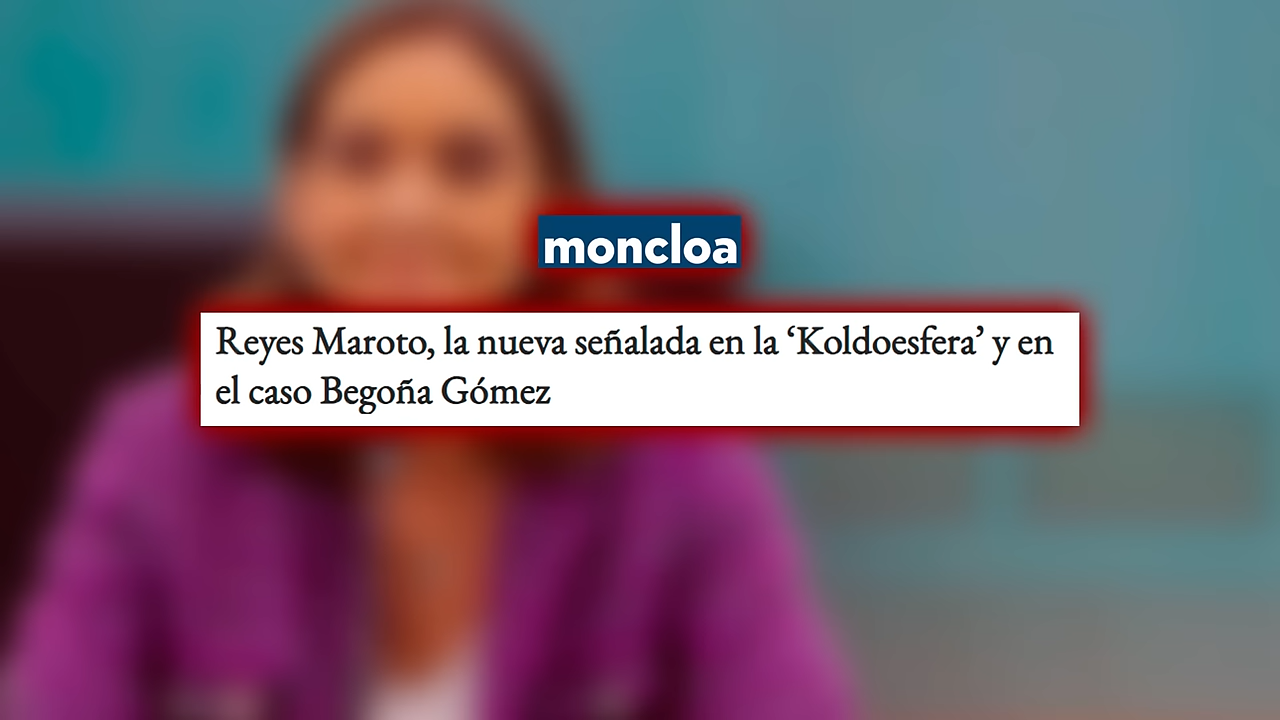 moncloa
Reyes Maroto, la nueva señalada en la ‘Koldoesfera’ y en
el caso Begoña Gómez